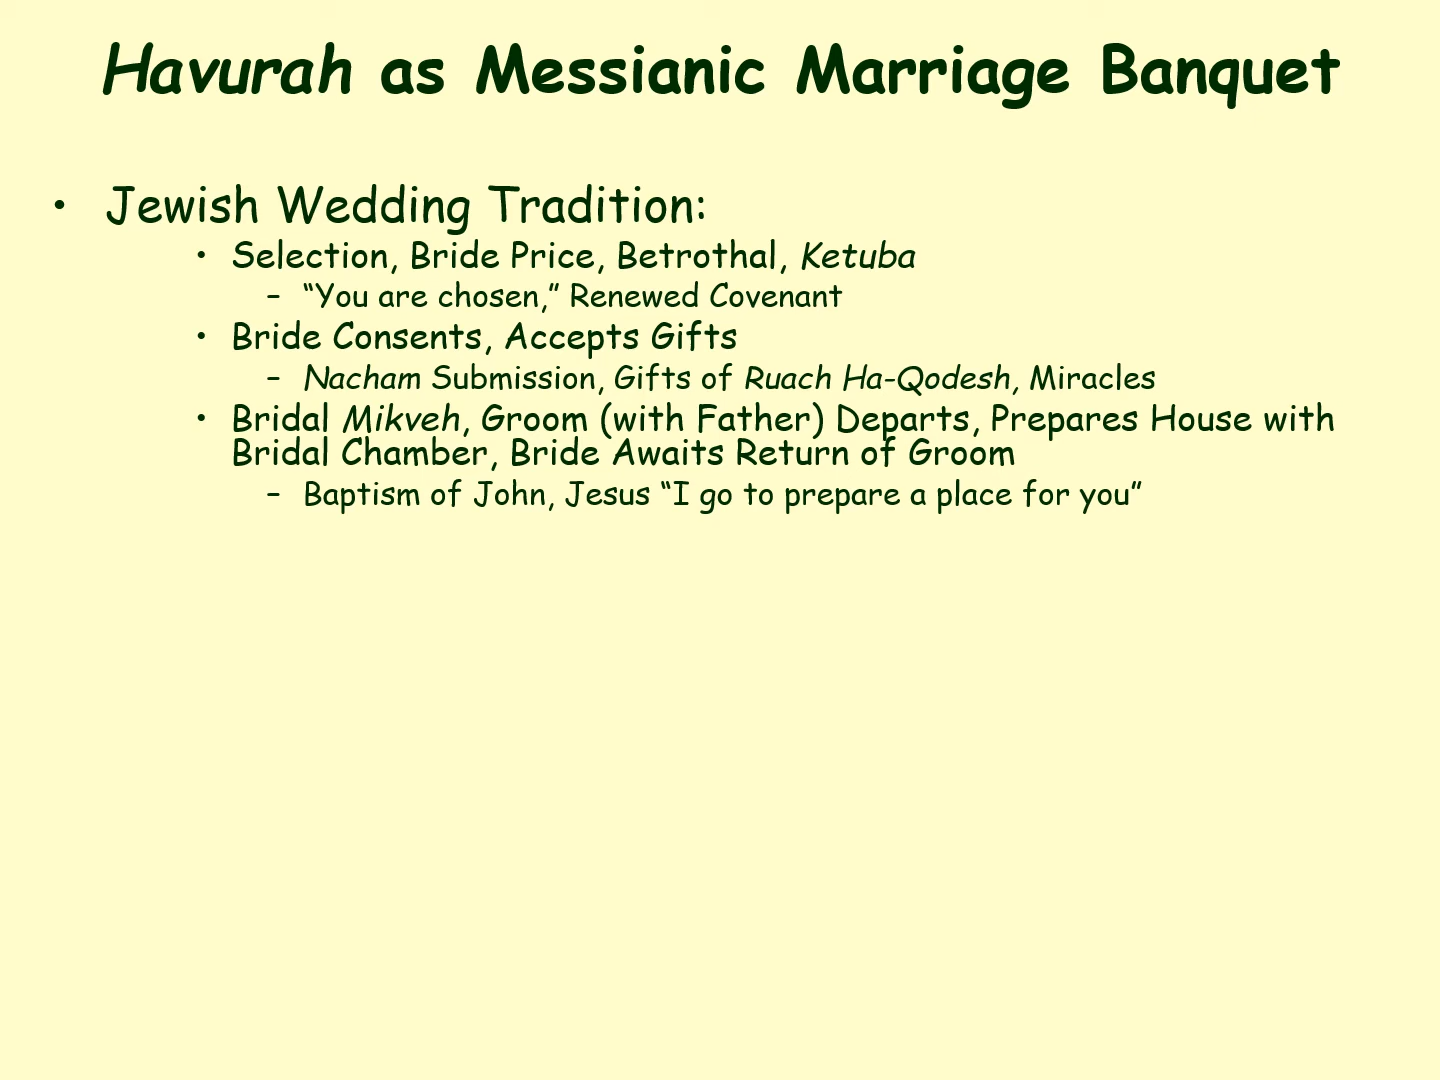 Havurah as Messianic Marriage Banquet
• Jewish Wedding Tradition:
• Selection, Bride Price, Betrothal, Ketuba
– “You are chosen,” Renewed Covenant
• Bride Consents, Accepts Gifts
– Nacham Submission, Gifts of Ruach Ha-Qodesh, Miracles
• Bridal Mikveh, Groom (with Father) Departs, Prepares House with
Bridal Chamber, Bride Awaits Return of Groom
– Baptism of John, Jesus “I go to prepare a place for you”